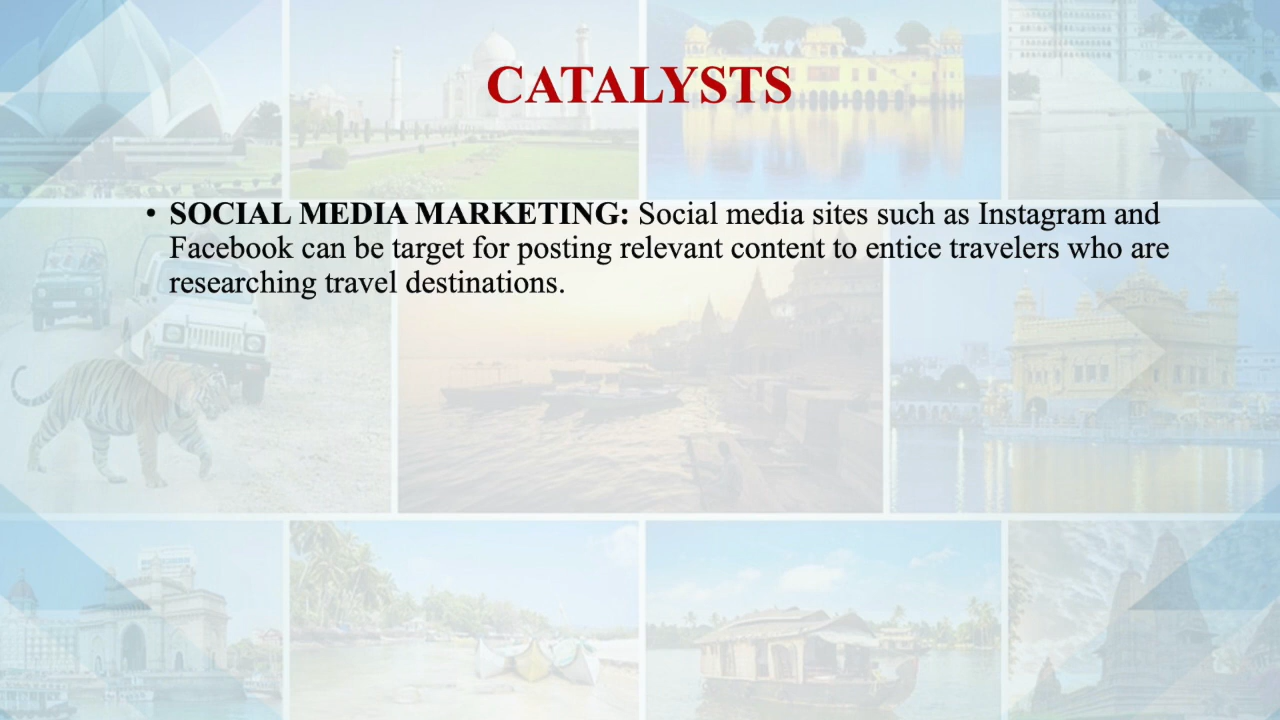 CATALYSTS
• SOCIAL MEDIA MARKETING: Social media sites such as Instagram and
Facebook can be target for posting relevant content to entice travelers who are
researching travel destinations.